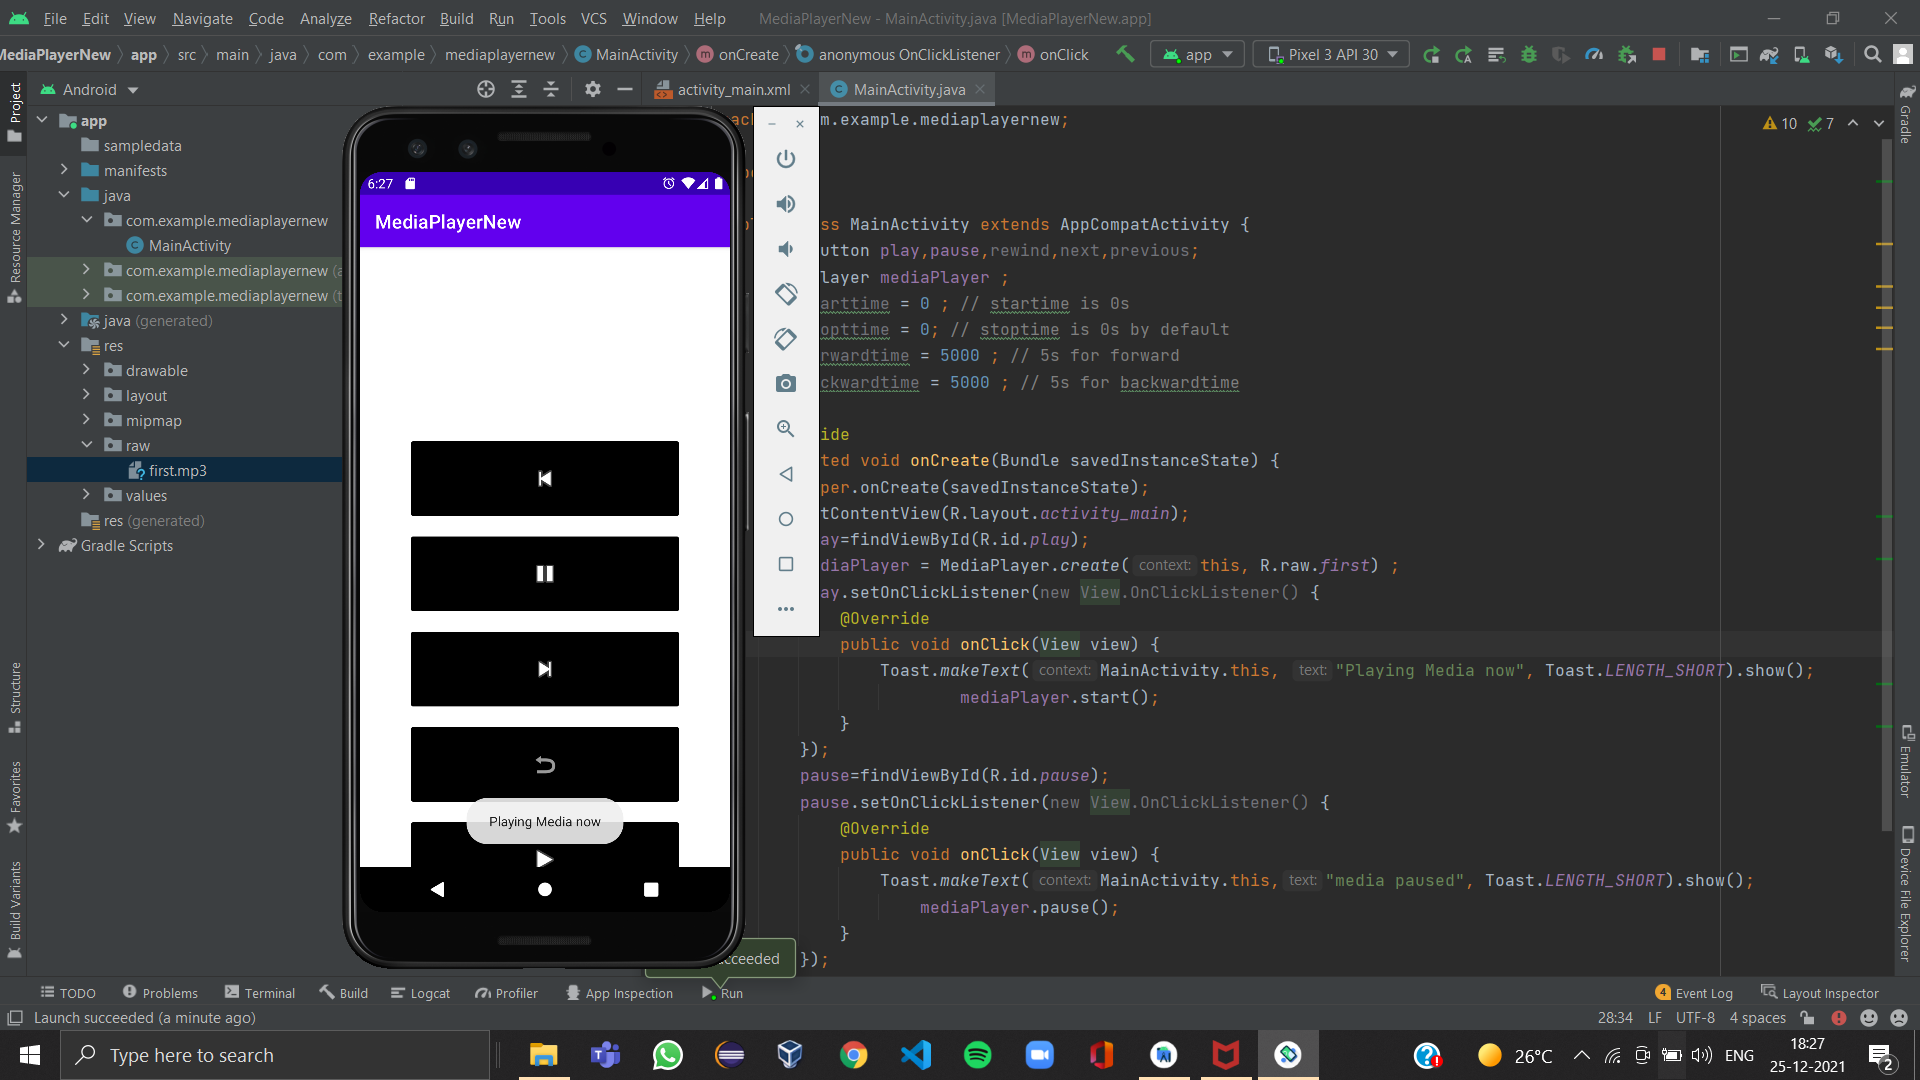 File Edit View Navigate Code Analyze Refactor Build Run Tools VCS Window Help MediaPlayerNew - MainActivity.java [MediaPlayerNew.app]
MediaPlayerNew app src main java com example mediaplayernew MainActivity onCreate anonymous OnClickListener onClick app Pixel 3 API 30
Project
Resource Manager
Structure
Favorites
Build Variants
Android
app
sampledata
manifests
java
com.example.mediaplayernew
MainActivity
com.example.mediaplayernew
com.example.mediaplayernew
java (generated)
res
drawable
layout
mipmap
raw
first.mp3
values
res (generated)
Gradle Scripts
6:27
MediaPlayerNew
Playing Media now
activity_main.xml MainActivity.java
10 7
m.example.mediaplayernew;
ss MainActivity extends AppCompatActivity {
utton play,pause,rewind,next,previous;
layer mediaPlayer ;
arttime = 0 ; // startime is 0s
opttime = 0; // stoptime is 0s by default
rwardtime = 5000 ; // 5s for forward
ckwardtime = 5000 ; // 5s for backwardtime
ide
ted void onCreate(Bundle savedInstanceState) {
per.onCreate(savedInstanceState);
tContentView(R.layout.activity_main);
ay=findViewById(R.id.play);
diaPlayer = MediaPlayer.create( context: this, R.raw.first) ;
ay.setOnClickListener(new View.OnClickListener() {
@Override
public void onClick(View view) {
Toast.makeText( context: MainActivity.this, text: "Playing Media now", Toast.LENGTH_SHORT).show();
mediaPlayer.start();
}
});
pause=findViewById(R.id.pause);
pause.setOnClickListener(new View.OnClickListener() {
@Override
public void onClick(View view) {
Toast.makeText( context: MainActivity.this, text: "media paused", Toast.LENGTH_SHORT).show();
mediaPlayer.pause();
}
});
cceeded
Gradle
Emulator
Device File Explorer
TODO Problems Terminal Build Logcat Profiler App Inspection Run 4 Event Log Layout Inspector
Launch succeeded (a minute ago) 28:34 LF UTF-8 4 spaces
Type here to search 26°C ENG 18:27
25-12-2021 2